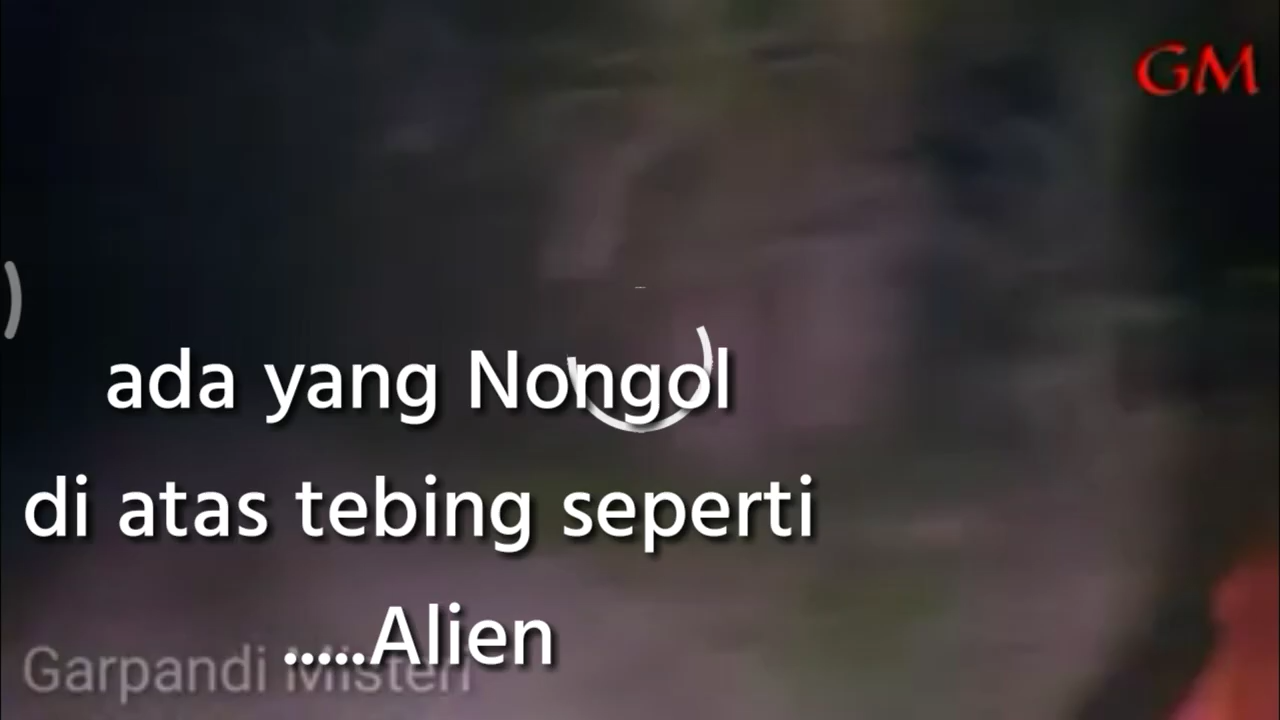 GM
ada yang Nongol
di atas tebing seperti
.....Alien
Garpandi Misteri